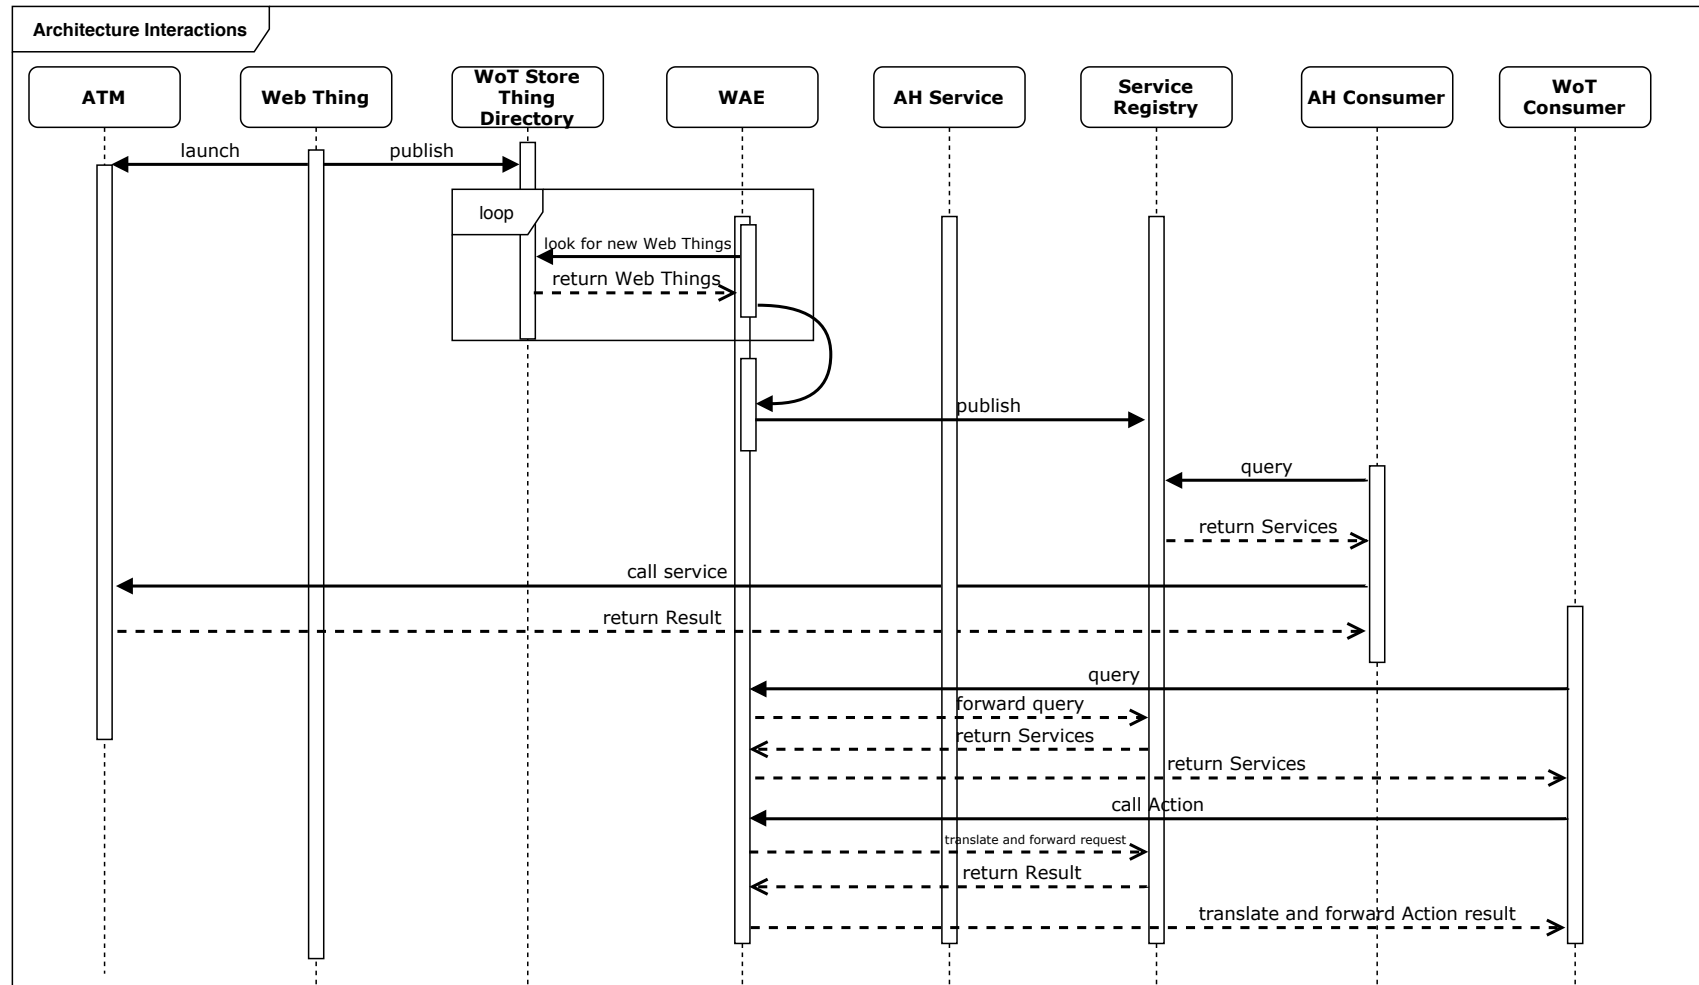 Architecture Interactions
ATM
Web Thing
WoT Store
Thing
Directory
WAE
AH Service
Service
Registry
AH Consumer
WoT
Consumer
launch
publish
loop
look for new Web Things
return Web Things
publish
query
return Services
call service
return Result
query
forward query
return Services
return Services
call Action
translate and forward request
return Result
translate and forward Action result